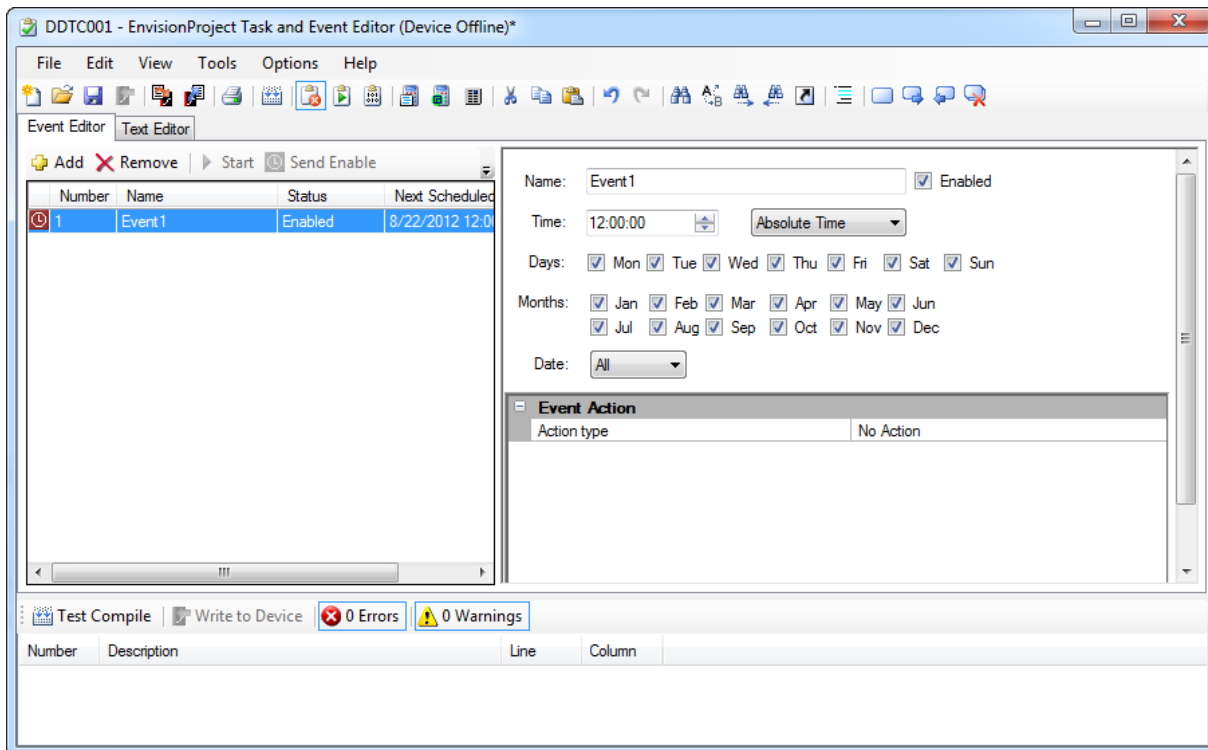 DDTC001 - EnvisionProject Task and Event Editor (Device Offline)*
File Edit View Tools Options Help
Event Editor Text Editor
Add Remove Start Send Enable
Number Name Status Next Scheduled
1 Event1 Enabled 8/22/2012 12:0
Name: Event1 Enabled
Time: 12:00:00 Absolute Time
Days: Mon Tue Wed Thu Fri Sat Sun
Months: Jan Feb Mar Apr May Jun
Jul Aug Sep Oct Nov Dec
Date: All
Event Action
Action type No Action
Test Compile Write to Device 0 Errors 0 Warnings
Number Description Line Column